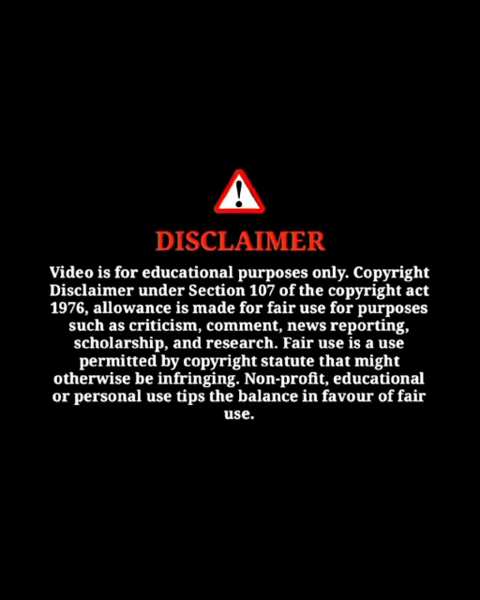 DISCLAIMER
Video is for educational purposes only. Copyright
Disclaimer under Section 107 of the copyright act
1976, allowance is made for fair use for purposes
such as criticism, comment, news reporting,
scholarship, and research. Fair use is a use
permitted by copyright statute that might
otherwise be infringing. Non-profit, educational
or personal use tips the balance in favour of fair
use.